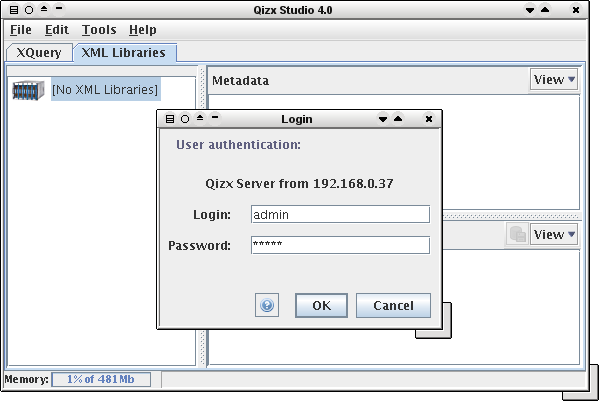 Qizx Studio 4.0
File Edit Tools Help
XQuery XML Libraries
[No XML Libraries]
Metadata
View
Login
User authentication:
Qizx Server from 192.168.0.37
Login: admin
Password: *****
View
? OK Cancel
Memory: 1% of 481Mb